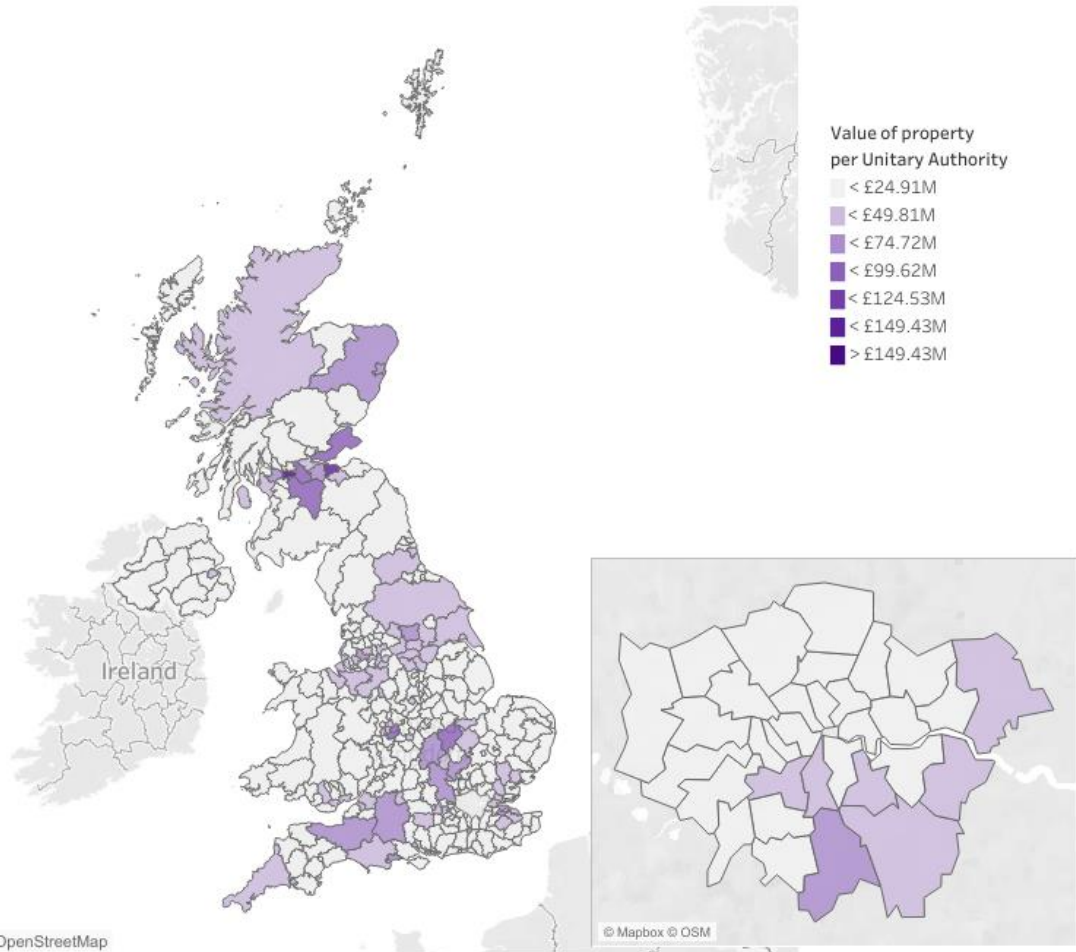 Value of property
per Unitary Authority
< £24.91M
< £49.81M
< £74.72M
< £99.62M
< £124.53M
< £149.43M
> £149.43M
Ireland
© Mapbox © OSM
OpenStreetMap